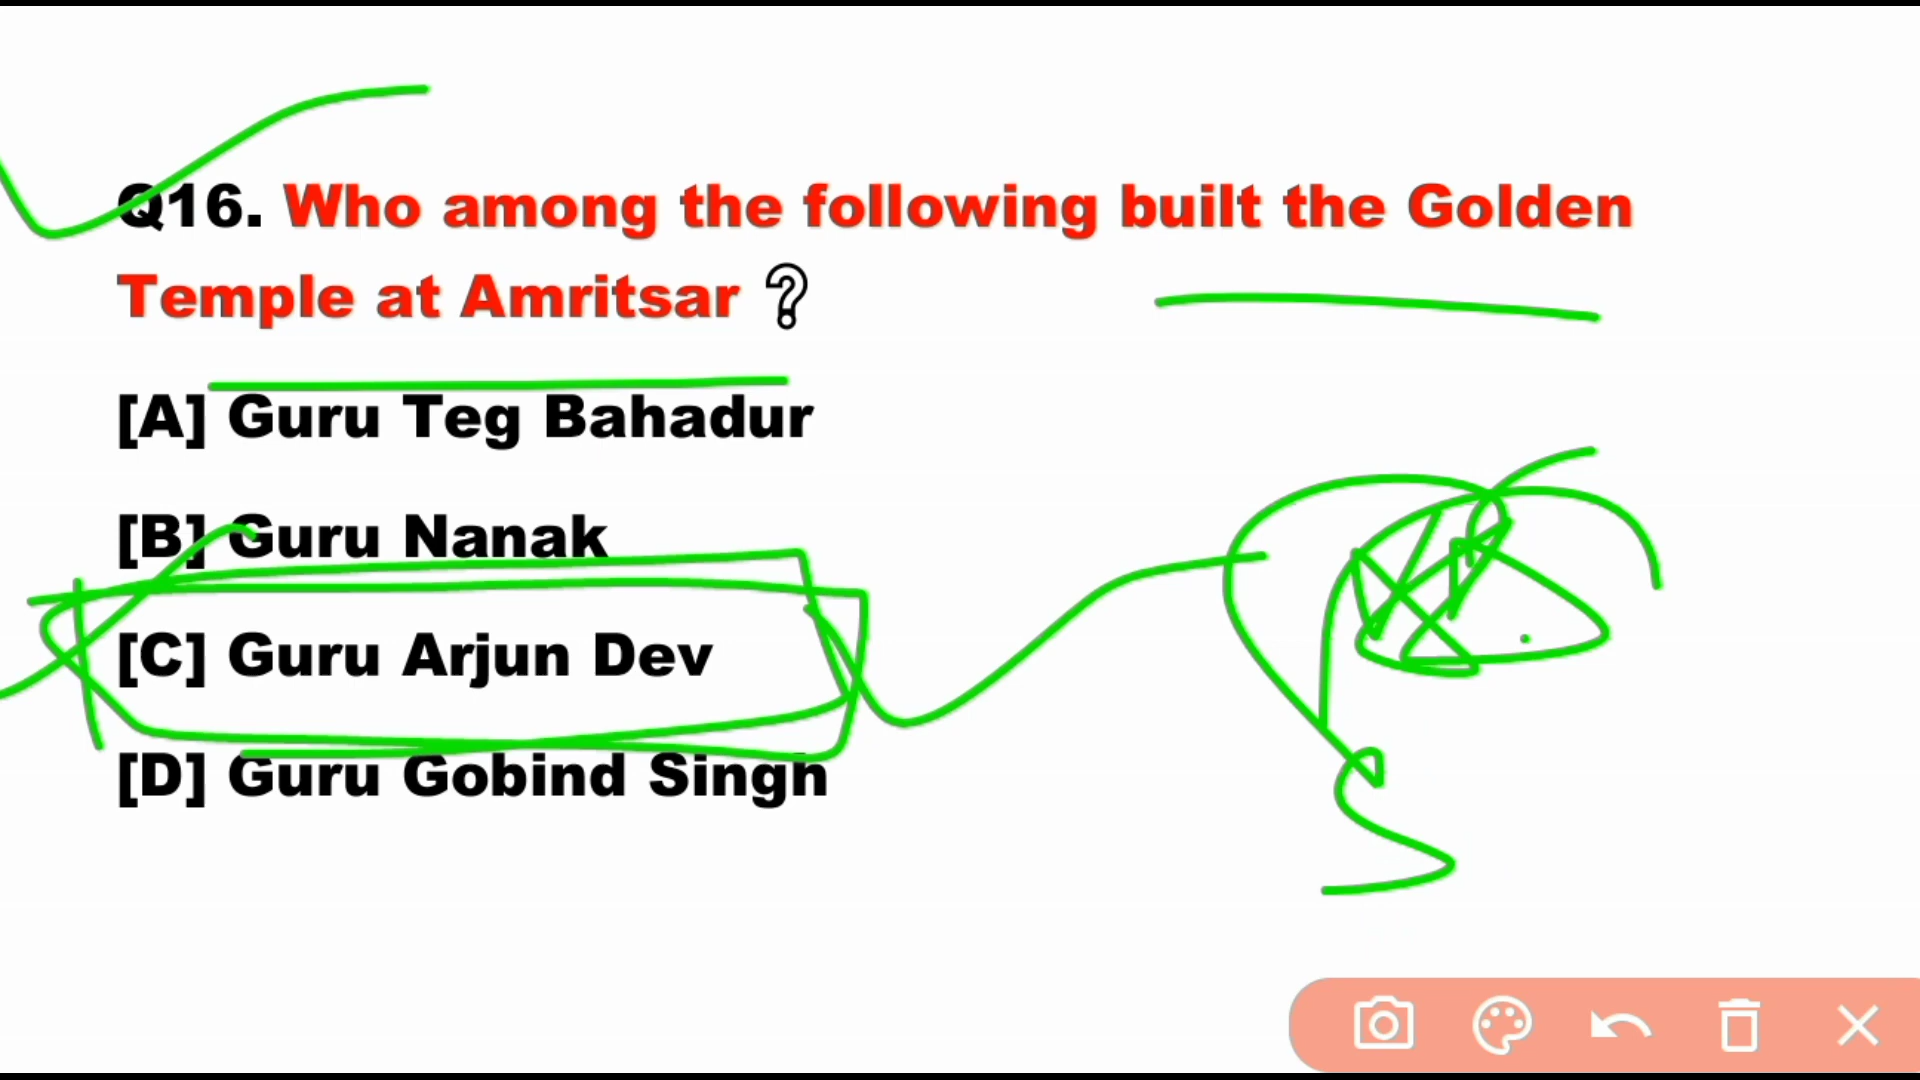 Q16. Who among the following built the Golden
Temple at Amritsar ?
[A] Guru Teg Bahadur
[B] Guru Nanak
[C] Guru Arjun Dev
[D] Guru Gobind Singh